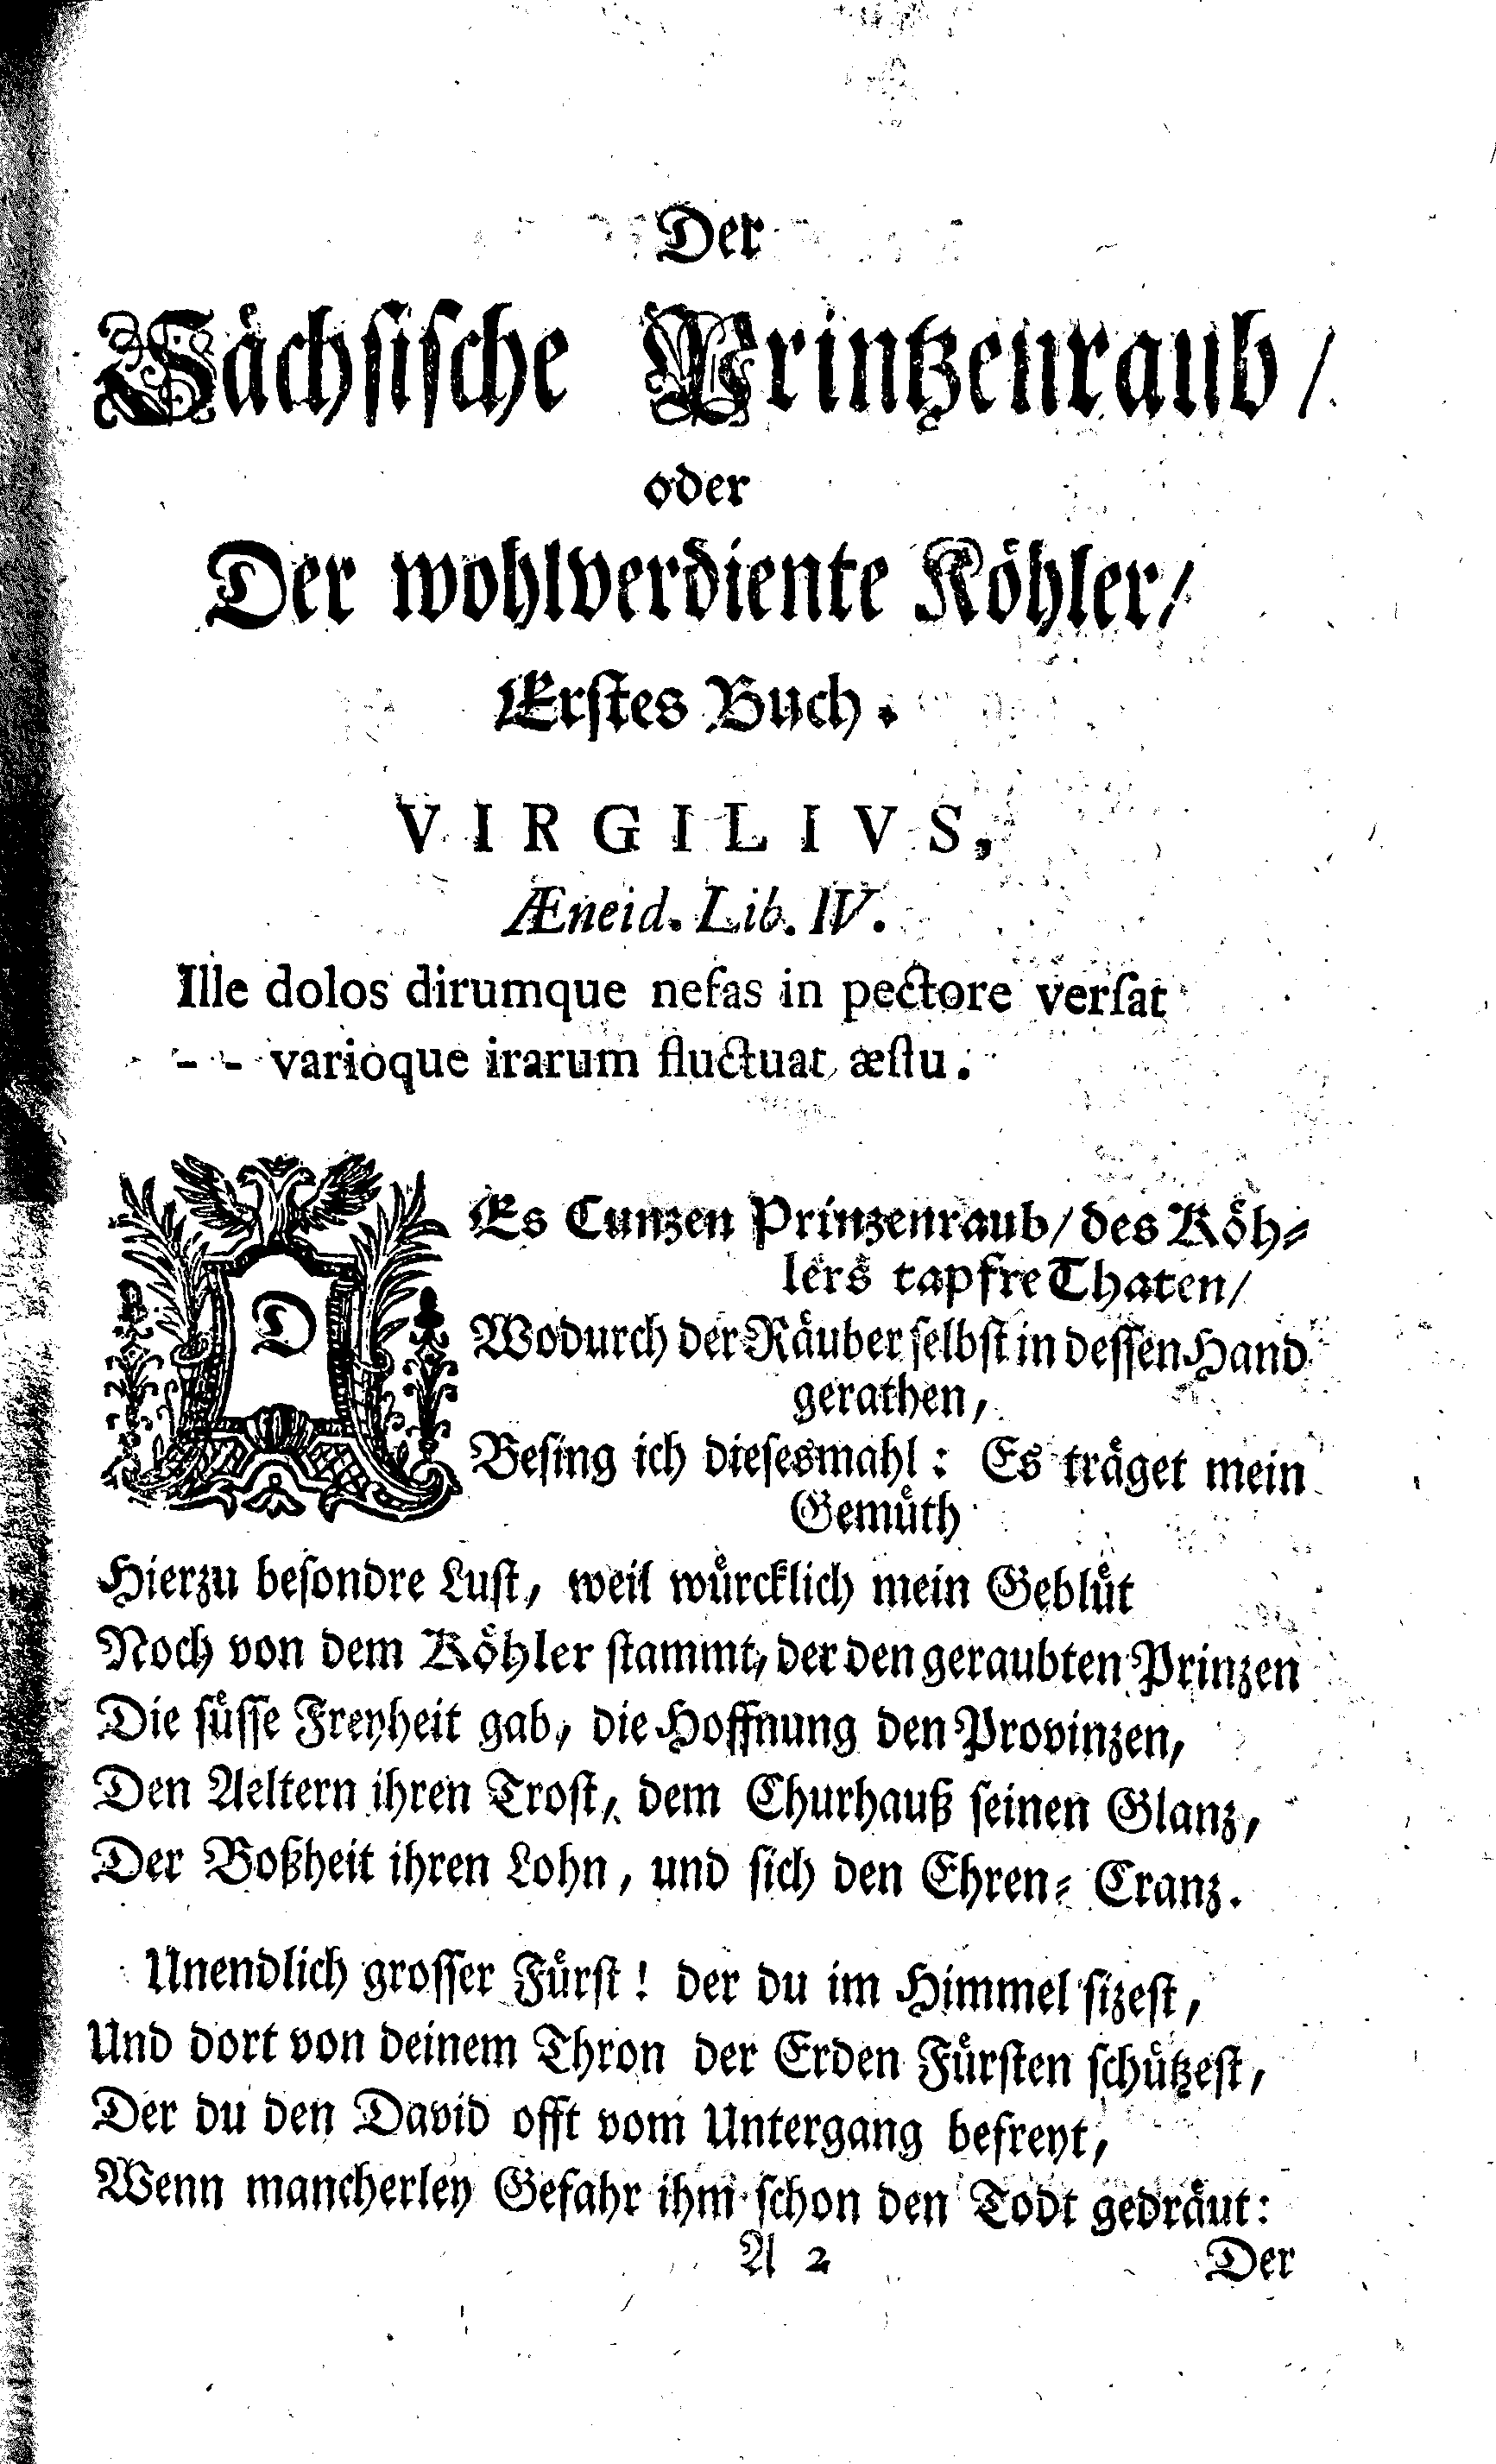 Der
Sächsische Printzenraub/
oder
Der wohlverdiente Köhler/
Erstes Buch.
VIRGILIVS,
Æneid. Lib. IV.
Ille dolos dirumque nefas in pectore verſat
- - varioque irarum fluctuat æſtu.
DEs Cunzen Prinzenraub/ des Köh-
lers tapfre Thaten/
Wodurch der Räuber ſelbſt in deſſen Hand
gerathen,
Beſing ich dieſesmahl: Es träget mein
Gemüth
Hierzu beſondre Luſt, weil würcklich mein Geblüt
Noch von dem Köhler ſtammt, der den geraubten Prinzen
Die ſüſſe Freyheit gab, die Hoffnung den Provinzen,
Den Aeltern ihren Troſt, dem Churhauß ſeinen Glanz,
Der Boßheit ihren Lohn, und ſich den Ehren-Cranz.
Unendlich groſſer Fürſt! der du im Himmel ſizeſt,
Und dort von deinem Thron der Erden Fürſten ſchützeſt,
Der du den David offt vom Untergang befreyt,
Wenn mancherley Gefahr ihm ſchon den Todt gedräut:
A 2
Der